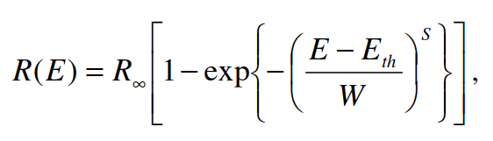 R(E) = R_∞ [1 − exp{−((E − E_th)/W)^S}],